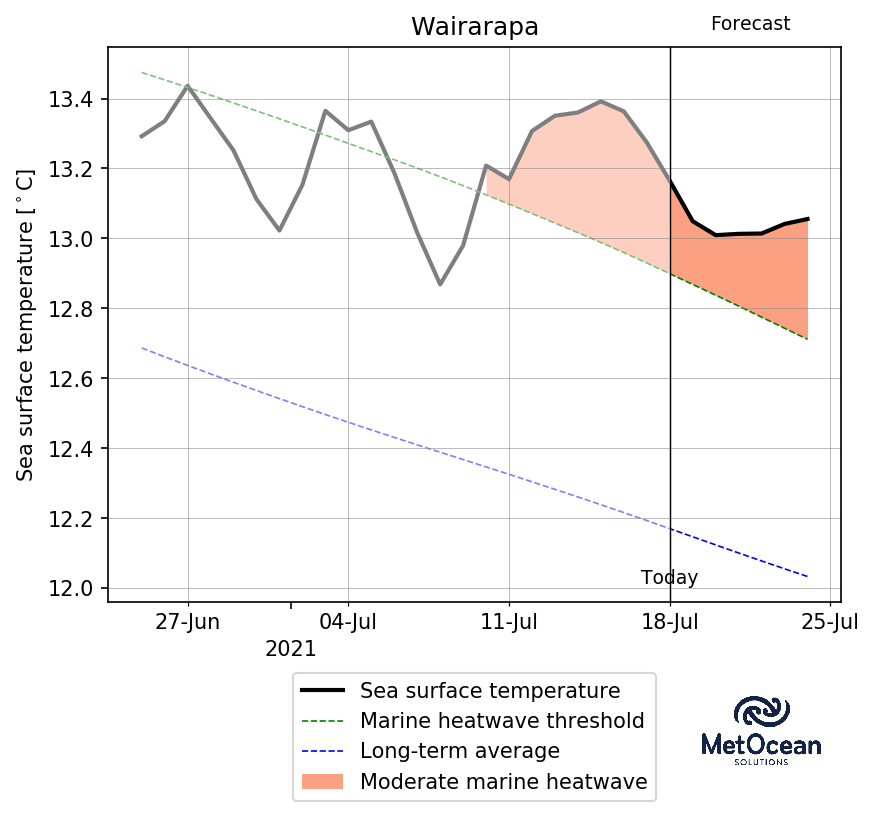 Wairarapa
Forecast
Sea surface temperature [°C]
13.4
13.2
13.0
12.8
12.6
12.4
12.2
12.0
Today
27-Jun
04-Jul
11-Jul
18-Jul
25-Jul
2021
Sea surface temperature
Marine heatwave threshold
Long-term average
Moderate marine heatwave
MetOcean
SOLUTIONS